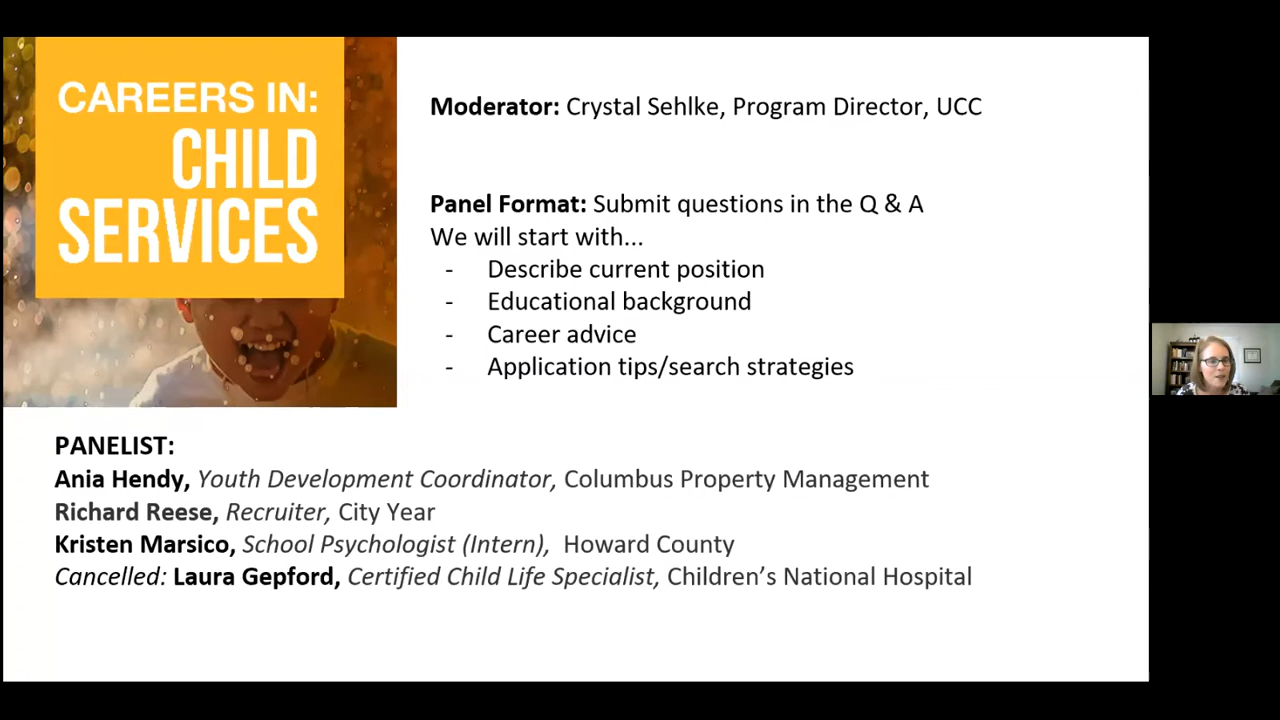 CAREERS IN:
CHILD
SERVICES
Moderator: Crystal Sehlke, Program Director, UCC
Panel Format: Submit questions in the Q & A
We will start with...
- Describe current position
- Educational background
- Career advice
- Application tips/search strategies
PANELIST:
Ania Hendy, Youth Development Coordinator, Columbus Property Management
Richard Reese, Recruiter, City Year
Kristen Marsico, School Psychologist (Intern), Howard County
Cancelled: Laura Gepford, Certified Child Life Specialist, Children’s National Hospital